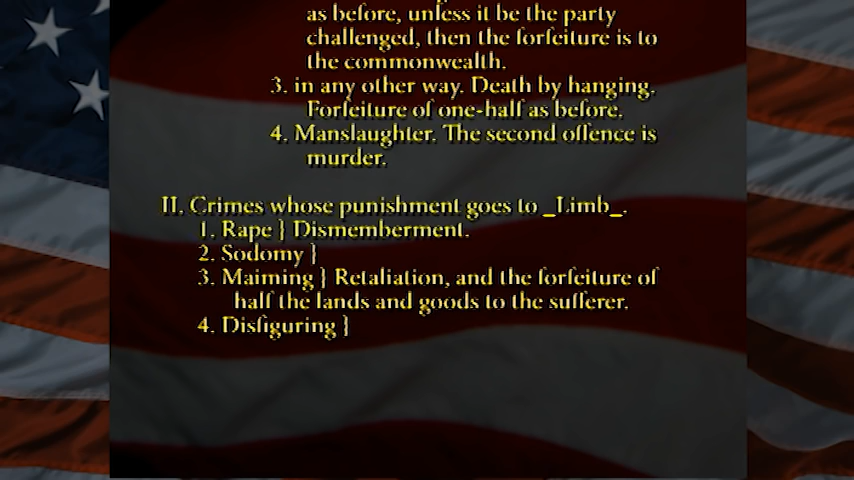 as before, unless it be the party
challenged, then the forfeiture is to
the commonwealth.
3. in any other way. Death by hanging.
Forfeiture of one-half as before.
4. Manslaughter. The second offence is
murder.
II. Crimes whose punishment goes to _Limb_.
1. Rape } Dismemberment.
2. Sodomy }
3. Maiming } Retaliation, and the forfeiture of
half the lands and goods to the sufferer.
4. Disfiguring }